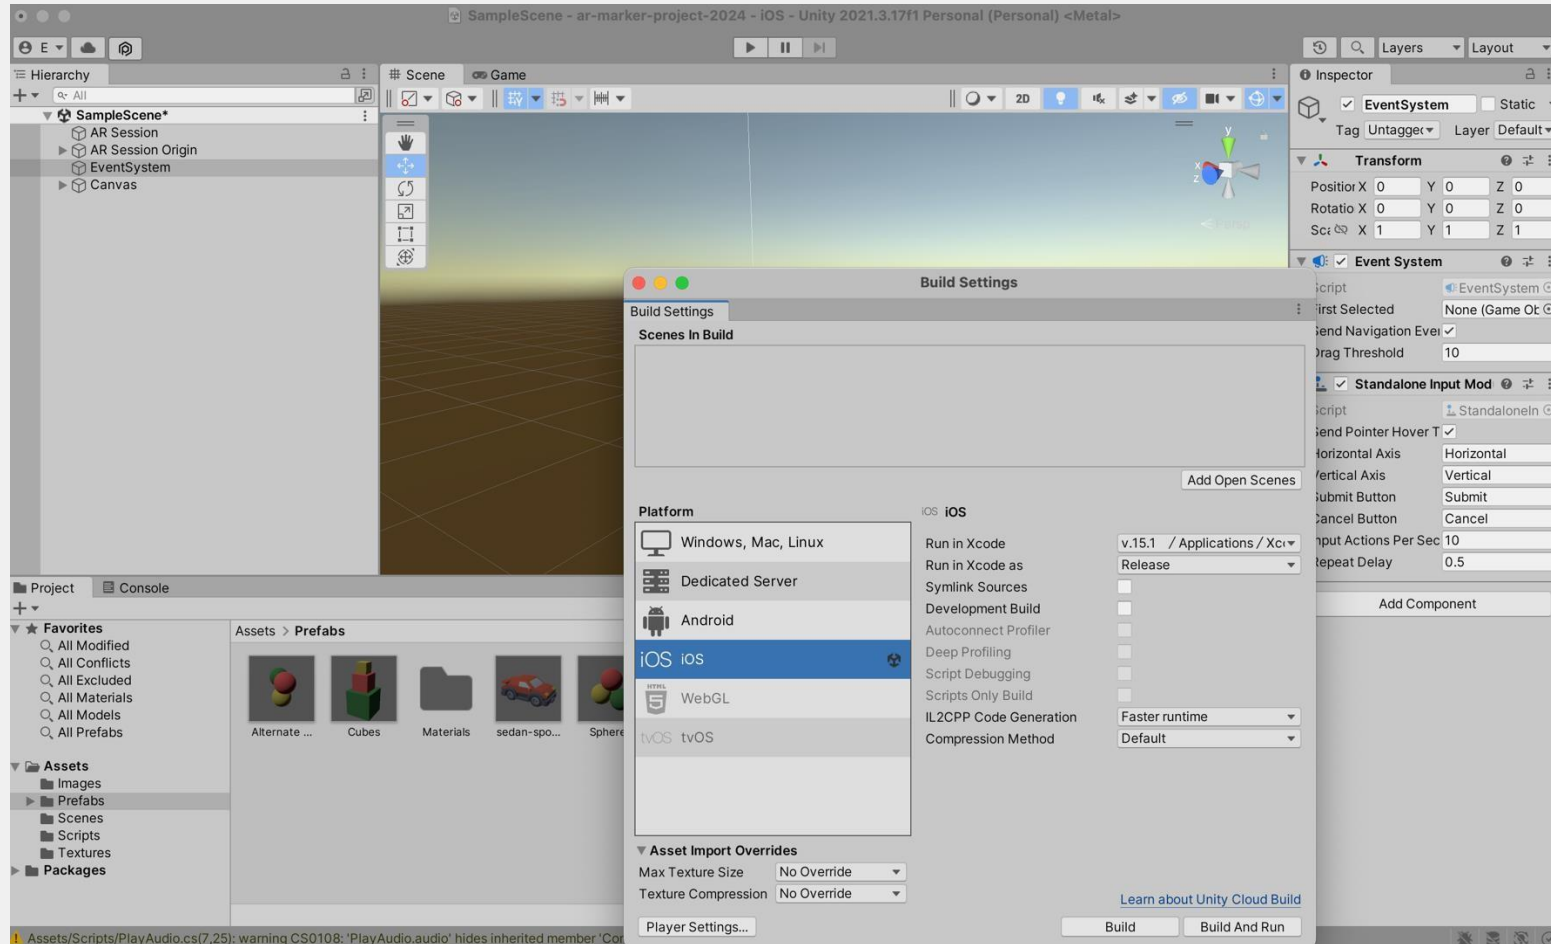 SampleScene - ar-marker-project-2024 - iOS - Unity 2021.3.17f1 Personal (Personal) <Metal>
E
Layers
Layout
Hierarchy
All
SampleScene*
AR Session
AR Session Origin
EventSystem
Canvas
Scene
Game
2D
y
x
z
Persp
Inspector
EventSystem
Static
Tag
Untagge
Layer
Default
Transform
Positior X 0 Y 0 Z 0
Rotatio X 0 Y 0 Z 0
Sc X 1 Y 1 Z 1
Event System
Script
EventSystem
First Selected
None (Game Ob
Send Navigation Eve
Drag Threshold
10
Standalone Input Mod
Script
StandaloneIn
Send Pointer Hover T
Horizontal Axis
Horizontal
Vertical Axis
Vertical
Submit Button
Submit
Cancel Button
Cancel
Input Actions Per Sec
10
Repeat Delay
0.5
Add Component
Build Settings
Build Settings
Scenes In Build
Add Open Scenes
Platform
Windows, Mac, Linux
Dedicated Server
Android
iOS iOS
HTML
5
WebGL
tvOS tvOS
iOS iOS
Run in Xcode
v.15.1 / Applications / Xc
Run in Xcode as
Release
Symlink Sources
Development Build
Autoconnect Profiler
Deep Profiling
Script Debugging
Scripts Only Build
IL2CPP Code Generation
Faster runtime
Compression Method
Default
Asset Import Overrides
Max Texture Size
No Override
Texture Compression
No Override
Learn about Unity Cloud Build
Player Settings...
Build
Build And Run
Project
Console
Favorites
All Modified
All Conflicts
All Excluded
All Materials
All Models
All Prefabs
Assets
Images
Prefabs
Scenes
Scripts
Textures
Packages
Assets > Prefabs
Alternate ...
Cubes
Materials
sedan-spo...
Sphere
Assets/Scripts/PlayAudio.cs(7,25): warning CS0108: 'PlayAudio.audio' hides inherited member 'Cor